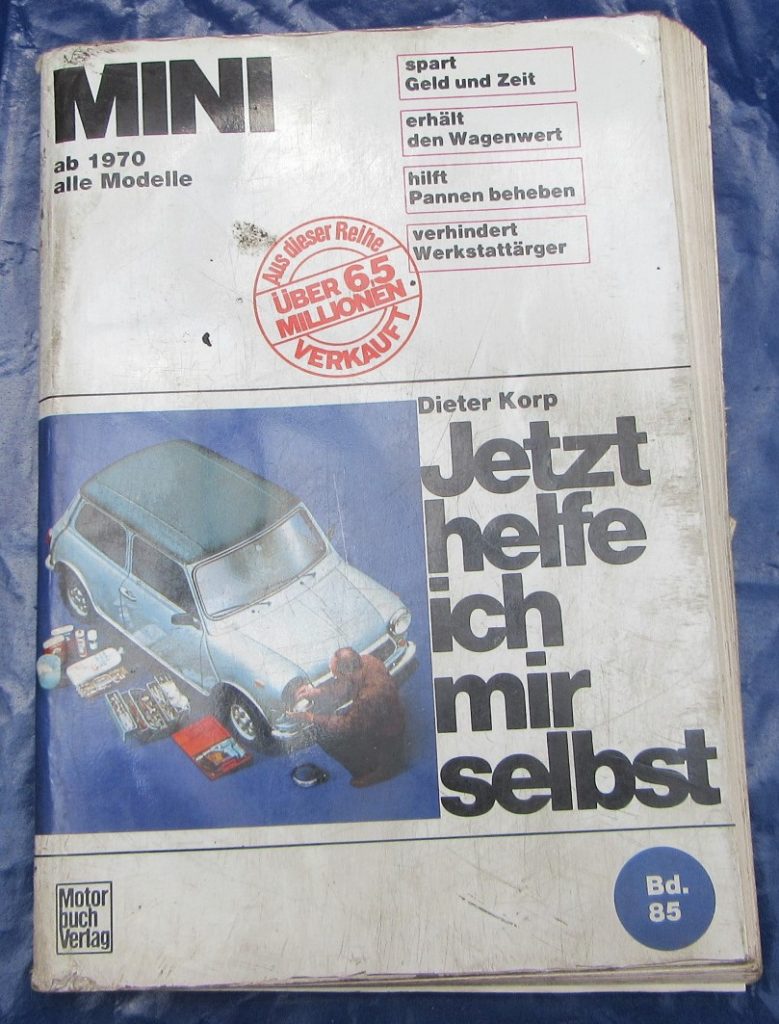 MINI
ab 1970
alle Modelle
spart
Geld und Zeit
erhält
den Wagenwert
hilft
Pannen beheben
verhindert
Werkstattärger
Aus dieser Reihe
ÜBER 6.5
MILLIONEN
VERKAUFT
Dieter Korp
Jetzt
helfe
ich
mir
selbst
Motor
buch
Verlag
Bd.
85